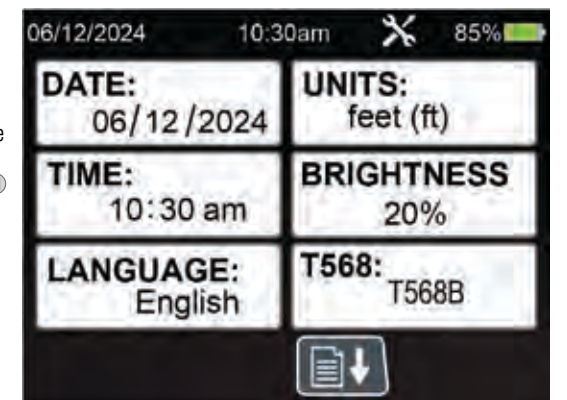 06/12/2024 10:30am 85%
DATE:
06/12/2024
UNITS:
feet (ft)
TIME:
10:30 am
BRIGHTNESS
20%
LANGUAGE:
English
T568:
T568B